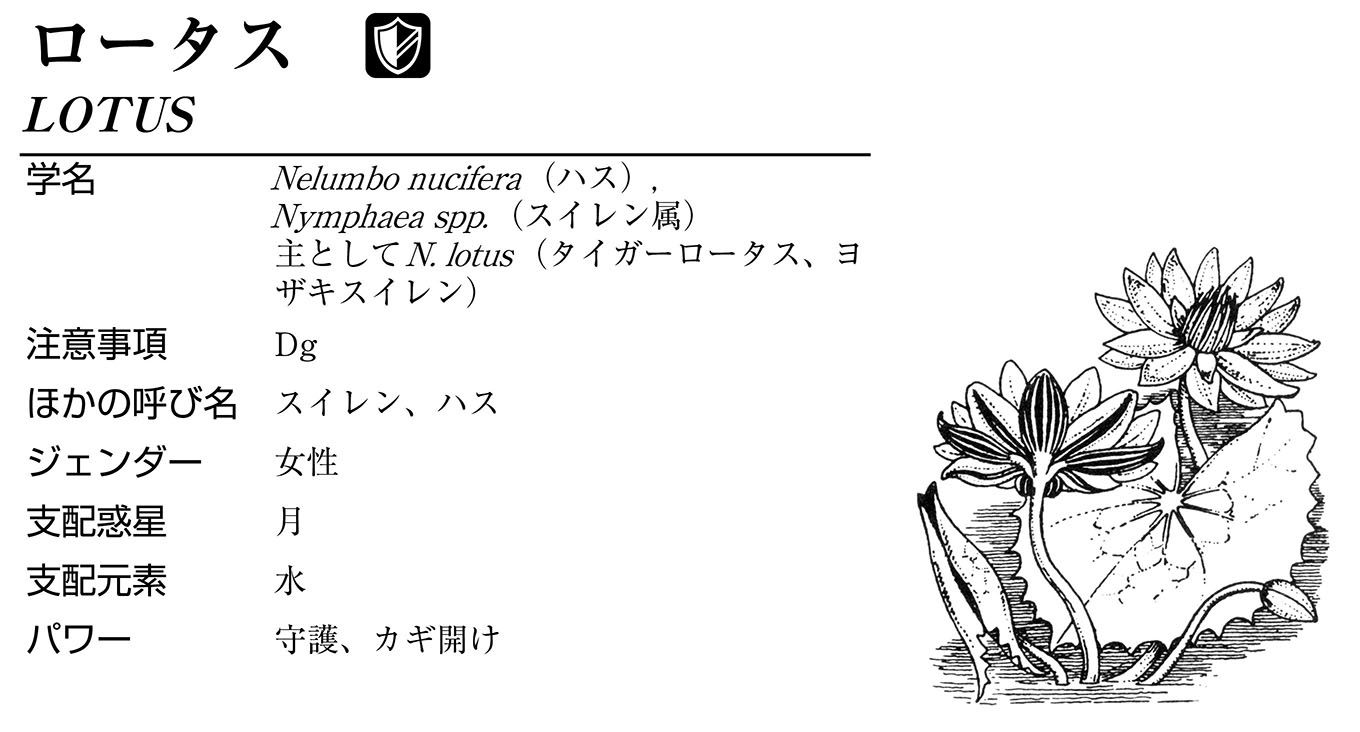 ロータス
LOTUS
学名 Nelumbo nucifera（ハス）,
Nymphaea spp.（スイレン属）
主としてN. lotus（タイガーロータス、ヨ
ザキスイレン）
注意事項 Dg
ほかの呼び名 スイレン、ハス
ジェンダー 女性
支配惑星 月
支配元素 水
パワー 守護、カギ開け